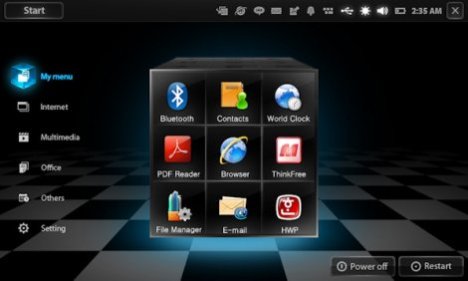 Start
2:35 AM
My menu
Internet
Multimedia
Office
Others
Setting
Bluetooth
Contacts
World Clock
PDF Reader
Browser
ThinkFree
File Manager
E-mail
HWP
Power off
Restart